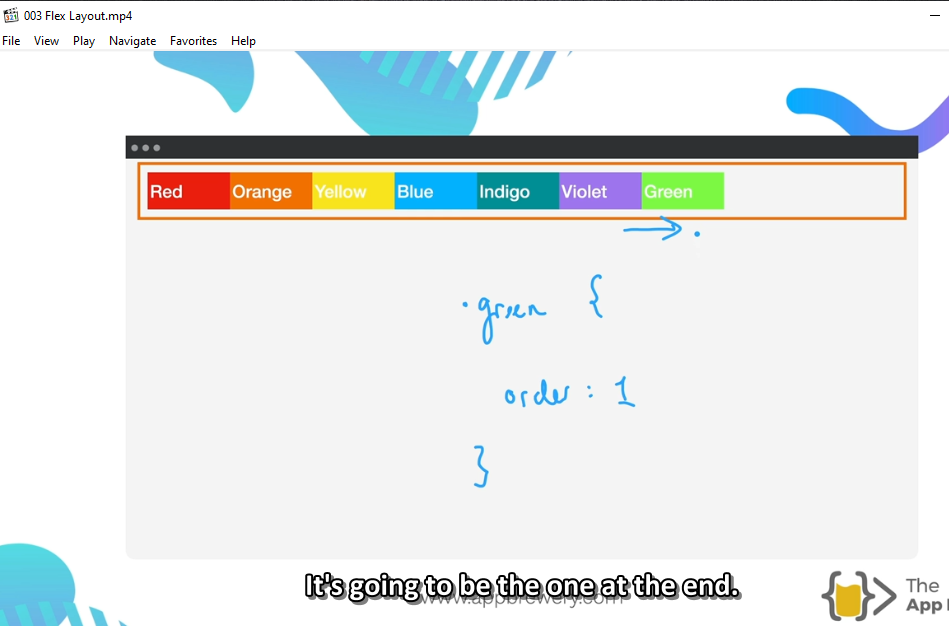 003 Flex Layout.mp4
File View Play Navigate Favorites Help
Red Orange Yellow Blue Indigo Violet Green
.green {
order : 1
}
It's going to be the one at the end.
www.appbrewery.com
The
App